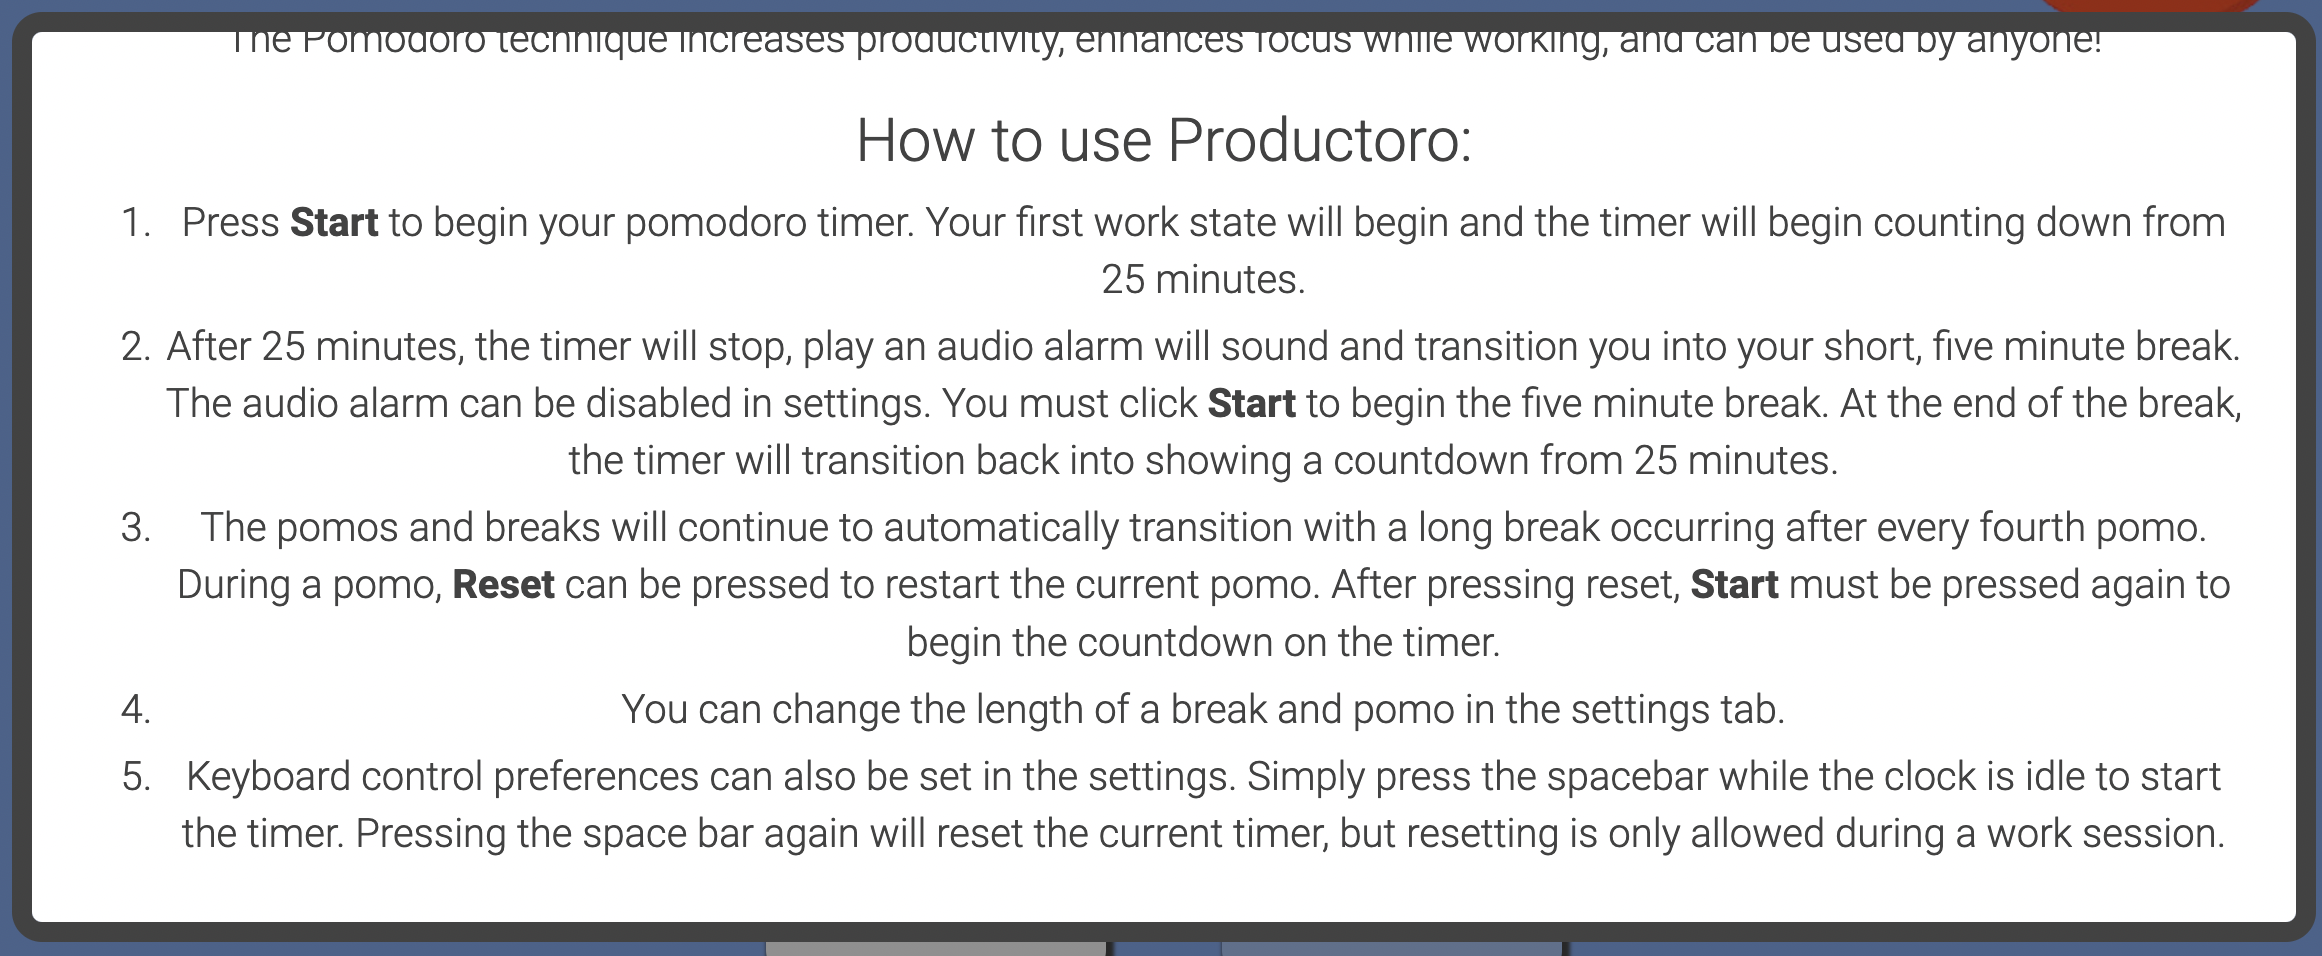 The Pomodoro technique increases productivity, enhances focus while working, and can be used by anyone!
How to use Productoro:
1. Press Start to begin your pomodoro timer. Your first work state will begin and the timer will begin counting down from
25 minutes.
2. After 25 minutes, the timer will stop, play an audio alarm will sound and transition you into your short, five minute break.
The audio alarm can be disabled in settings. You must click Start to begin the five minute break. At the end of the break,
the timer will transition back into showing a countdown from 25 minutes.
3. The pomos and breaks will continue to automatically transition with a long break occurring after every fourth pomo.
During a pomo, Reset can be pressed to restart the current pomo. After pressing reset, Start must be pressed again to
begin the countdown on the timer.
4. You can change the length of a break and pomo in the settings tab.
5. Keyboard control preferences can also be set in the settings. Simply press the spacebar while the clock is idle to start
the timer. Pressing the space bar again will reset the current timer, but resetting is only allowed during a work session.